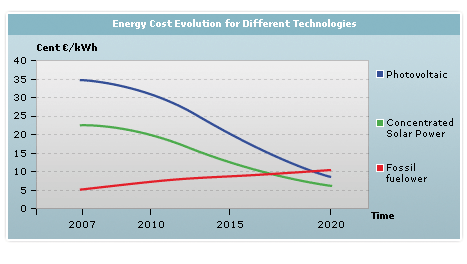 Energy Cost Evolution for Different Technologies
Cent €/kWh
40
35
30
25
20
15
10
5
0
2007
2010
2015
2020
Time
Photovoltaic
Concentrated
Solar Power
Fossil
fuelower